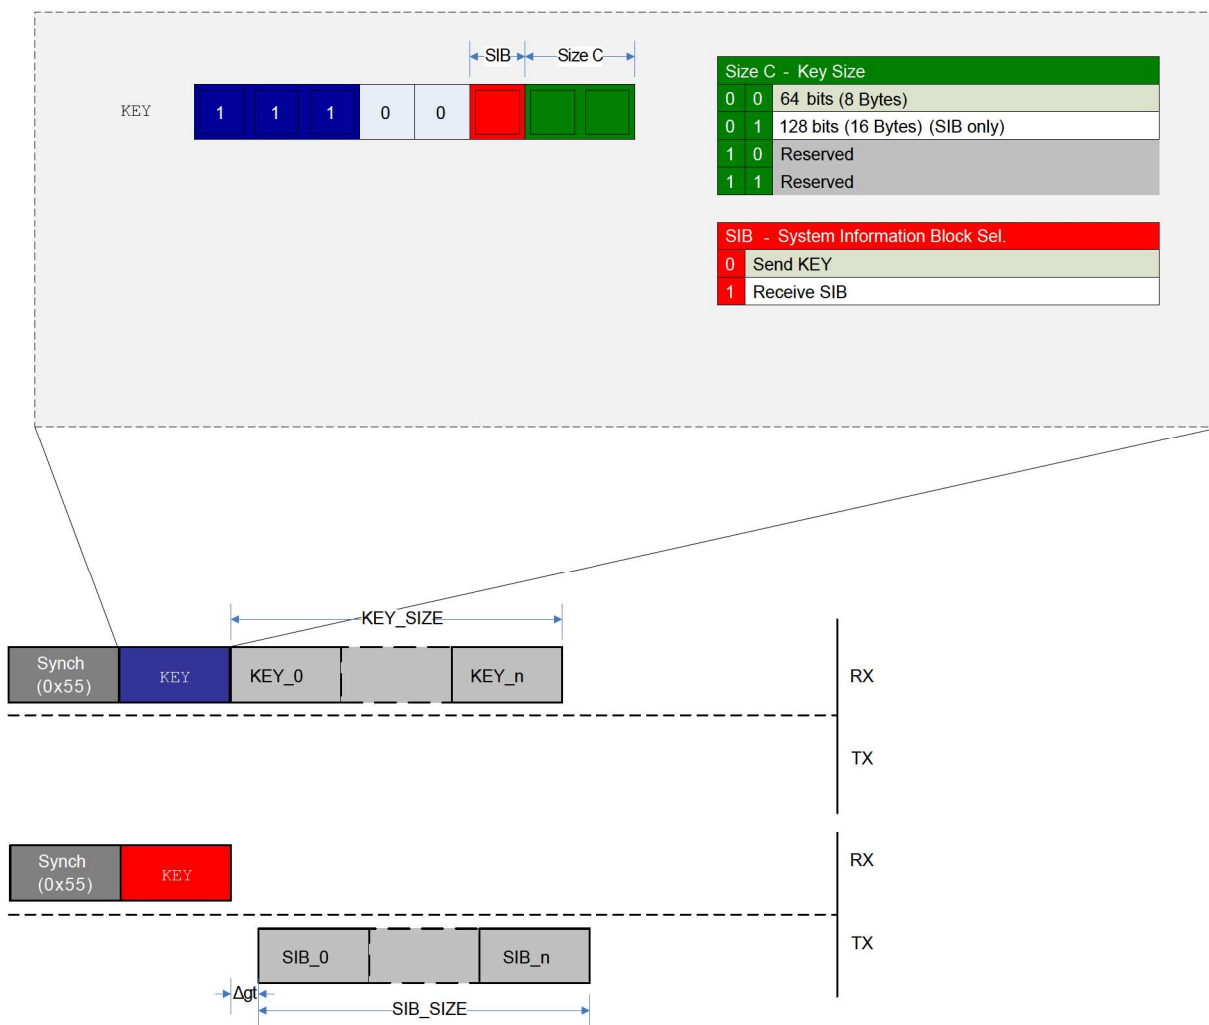 SIB Size C
KEY 1 1 1 0 0
Size C - Key Size
0 0 64 bits (8 Bytes)
0 1 128 bits (16 Bytes) (SIB only)
1 0 Reserved
1 1 Reserved
SIB - System Information Block Sel.
0 Send KEY
1 Receive SIB
KEY_SIZE
Synch
(0x55)
KEY
KEY_0
KEY_n
RX
TX
Synch
(0x55)
KEY
RX
TX
SIB_0
SIB_n
Δgt
SIB_SIZE